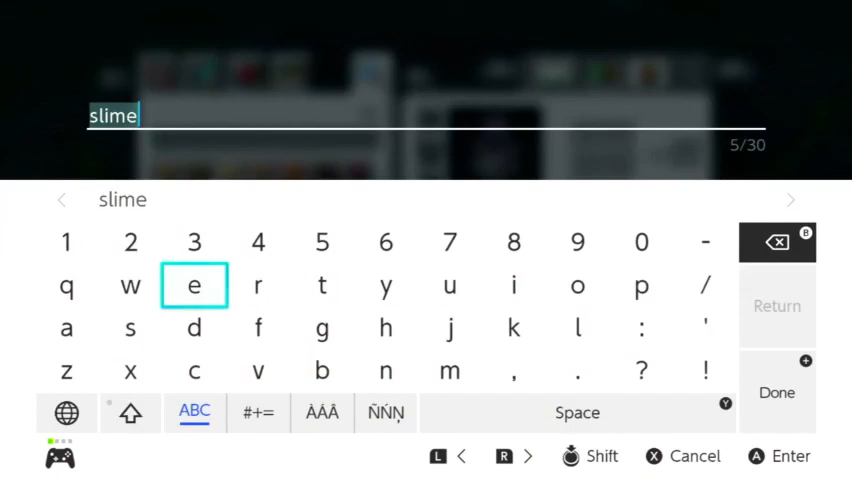 slime
5/30
< slime >
1 2 3 4 5 6 7 8 9 0 - B
q w e r t y u i o p / Return
a s d f g h j k l : '
z x c v b n m , . ? ! + Done
ABC #+= ÀÁÂ ÑŃŅ Space Y
L < R > Shift X Cancel A Enter